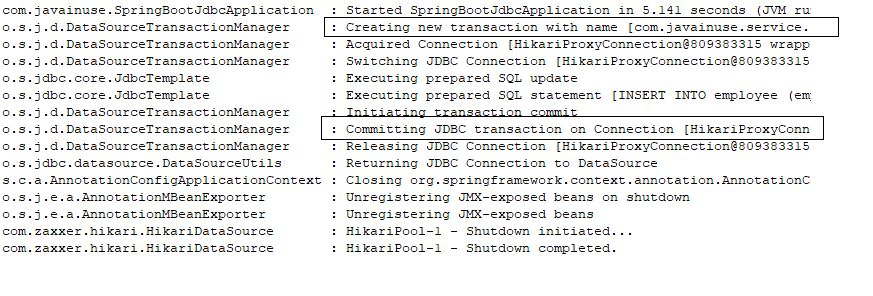 com.javainuse.SpringBootJdbcApplication : Started SpringBootJdbcApplication in 5.141 seconds (JVM ru
o.s.j.d.DataSourceTransactionManager : Creating new transaction with name [com.javainuse.service.
o.s.j.d.DataSourceTransactionManager : Acquired Connection [HikariProxyConnection@809383315 wrapp
o.s.j.d.DataSourceTransactionManager : Switching JDBC Connection [HikariProxyConnection@809383315
o.s.jdbc.core.JdbcTemplate : Executing prepared SQL update
o.s.jdbc.core.JdbcTemplate : Executing prepared SQL statement [INSERT INTO employee (em
o.s.j.d.DataSourceTransactionManager : Initiating transaction commit
o.s.j.d.DataSourceTransactionManager : Committing JDBC transaction on Connection [HikariProxyConn
o.s.j.d.DataSourceTransactionManager : Releasing JDBC Connection [HikariProxyConnection@809383315
o.s.jdbc.datasource.DataSourceUtils : Returning JDBC Connection to DataSource
s.c.a.AnnotationConfigApplicationContext : Closing org.springframework.context.annotation.AnnotationC
o.s.j.e.a.AnnotationMBeanExporter : Unregistering JMX-exposed beans on shutdown
o.s.j.e.a.AnnotationMBeanExporter : Unregistering JMX-exposed beans
com.zaxxer.hikari.HikariDataSource : HikariPool-1 - Shutdown initiated...
com.zaxxer.hikari.HikariDataSource : HikariPool-1 - Shutdown completed.